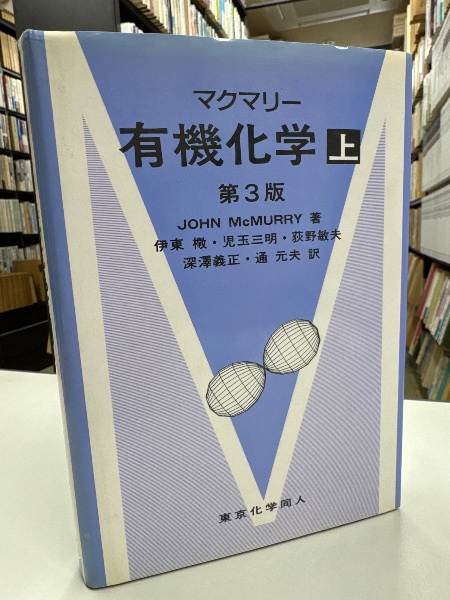 マクマリー
有機化学 上
第3版
JOHN McMURRY 著
伊東 椒・児玉三明・荻野敏夫
深澤義正・通 元夫 訳
東京化学同人